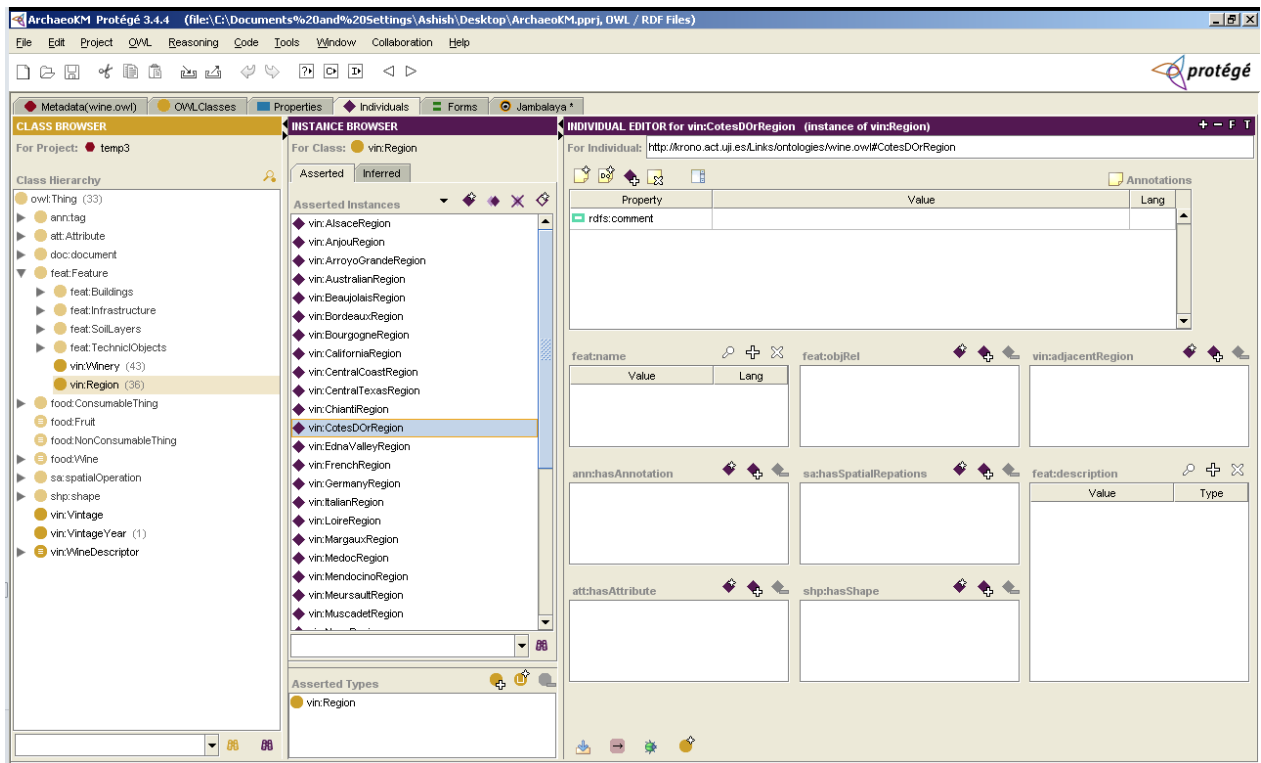 ArchaeoKM Protégé 3.4.4 (file:\C:\Documents%20and%20Settings\Ashish\Desktop\ArchaeoKM.pprj, OWL / RDF Files)
File Edit Project OWL Reasoning Code Tools Window Collaboration Help
protégé
Metadata(wine.owl) OWLClasses Properties Individuals Forms Jambalaya *
CLASS BROWSER
For Project: temp3
Class Hierarchy
owl:Thing (33)
ann:tag
att:Attribute
doc:document
feat:Feature
feat:Buildings
feat:Infrastructure
feat:SoilLayers
feat:TechniclObjects
vin:Winery (43)
vin:Region (36)
food:ConsumableThing
food:Fruit
food:NonConsumableThing
food:Wine
sa:spatialOperation
shp:shape
vin:Vintage
vin:VintageYear (1)
vin:WineDescriptor
INSTANCE BROWSER
For Class: vin:Region
Asserted Inferred
Asserted Instances
vin:AlsaceRegion
vin:AnjouRegion
vin:ArroyoGrandeRegion
vin:AustralianRegion
vin:BeaujolaisRegion
vin:BordeauxRegion
vin:BourgogneRegion
vin:CaliforniaRegion
vin:CentralCoastRegion
vin:CentralTexasRegion
vin:ChiantiRegion
vin:CotesDOrRegion
vin:EdnaValleyRegion
vin:FrenchRegion
vin:GermanyRegion
vin:ItalianRegion
vin:LoireRegion
vin:MargauxRegion
vin:MedocRegion
vin:MendocinoRegion
vin:MeursaultRegion
vin:MuscadetRegion
Asserted Types
vin:Region
INDIVIDUAL EDITOR for vin:CotesDOrRegion (instance of vin:Region) + − F T
For Individual: http://krono.act.uji.es/Links/ontologies/wine.owl#CotesDOrRegion
Annotations
Property Value Lang
rdfs:comment
feat:name feat:objRel vin:adjacentRegion
Value Lang
ann:hasAnnotation sa:hasSpatialRepations feat:description
Value Type
att:hasAttribute shp:hasShape